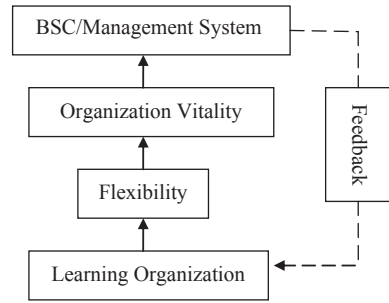 BSC/Management System
Organization Vitality
Feedback
Flexibility
Learning Organization